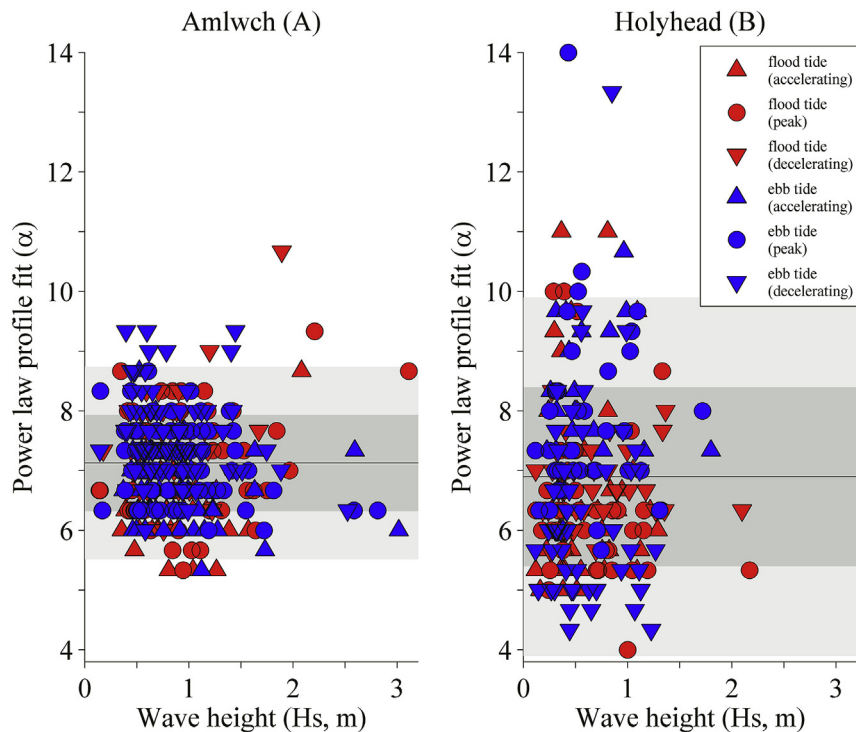 Amlwch (A)
Holyhead (B)
Power law profile fit (α)
14
12
10
8
6
4
0
1
2
3
Wave height (Hs, m)
Power law profile fit (α)
14
12
10
8
6
4
0
1
2
3
Wave height (Hs, m)
flood tide
(accelerating)
flood tide
(peak)
flood tide
(decelerating)
ebb tide
(accelerating)
ebb tide
(peak)
ebb tide
(decelerating)